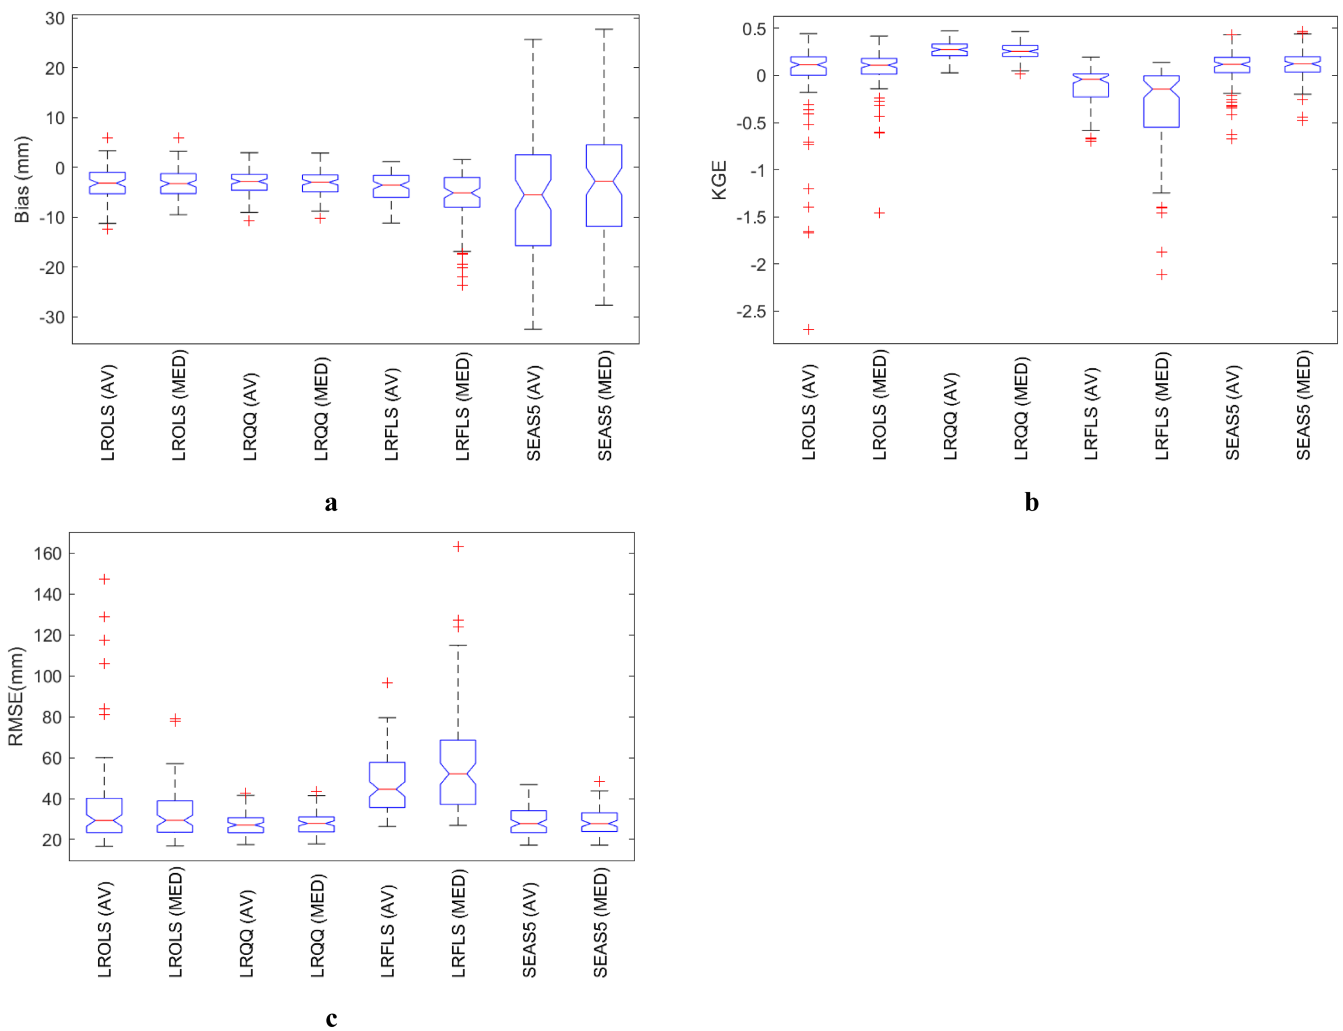 30
20
10
0
-10
-20
-30
Bias (mm)
LROLS (AV)
LROLS (MED)
LRQQ (AV)
LRQQ (MED)
LRFLS (AV)
LRFLS (MED)
SEAS5 (AV)
SEAS5 (MED)
a
0.5
0
-0.5
-1
-1.5
-2
-2.5
KGE
LROLS (AV)
LROLS (MED)
LRQQ (AV)
LRQQ (MED)
LRFLS (AV)
LRFLS (MED)
SEAS5 (AV)
SEAS5 (MED)
b
160
140
120
100
80
60
40
20
RMSE(mm)
LROLS (AV)
LROLS (MED)
LRQQ (AV)
LRQQ (MED)
LRFLS (AV)
LRFLS (MED)
SEAS5 (AV)
SEAS5 (MED)
c